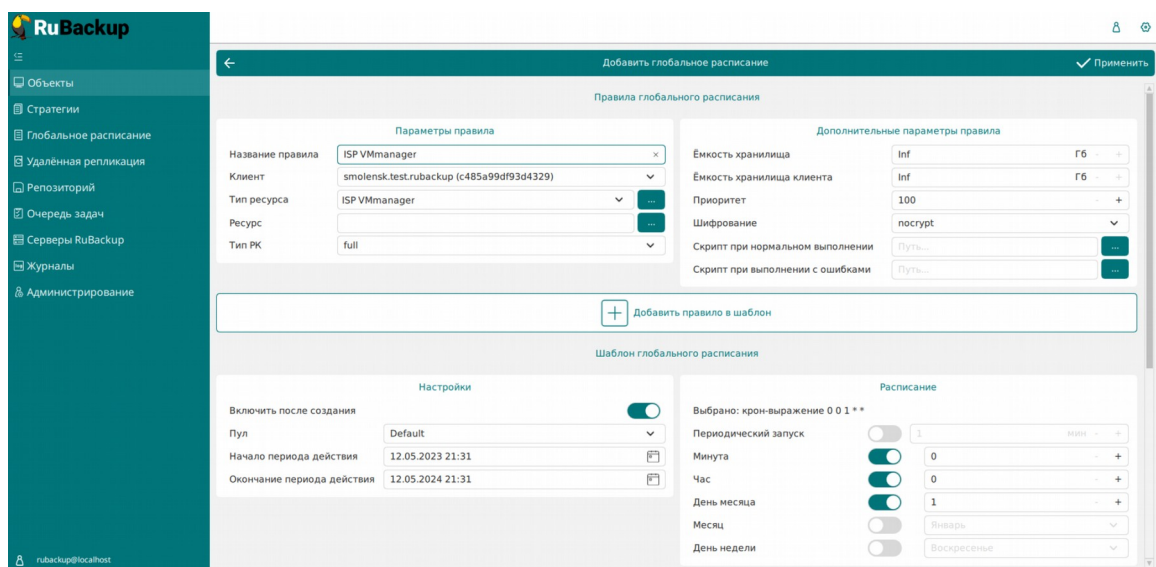 RuBackup
Объекты
Стратегии
Глобальное расписание
Удалённая репликация
Репозиторий
Очередь задач
Серверы RuBackup
Журналы
Администрирование
rubackup@localhost
Добавить глобальное расписание
Применить
Правила глобального расписания
Параметры правила
Название правила ISP VMmanager
Клиент smolensk.test.rubackup (c485a99df93d4329)
Тип ресурса ISP VMmanager ...
Ресурс ...
Тип РК full
Дополнительные параметры правила
Ёмкость хранилища Inf Гб - +
Ёмкость хранилища клиента Inf Гб - +
Приоритет 100 - +
Шифрование nocrypt
Скрипт при нормальном выполнении Путь... ...
Скрипт при выполнении с ошибками Путь... ...
Добавить правило в шаблон
Шаблон глобального расписания
Настройки
Включить после создания
Пул Default
Начало периода действия 12.05.2023 21:31
Окончание периода действия 12.05.2024 21:31
Расписание
Выбрано: крон-выражение 0 0 1 * *
Периодический запуск 1 мин - +
Минута 0 - +
Час 0 - +
День месяца 1 - +
Месяц Январь
День недели Воскресенье